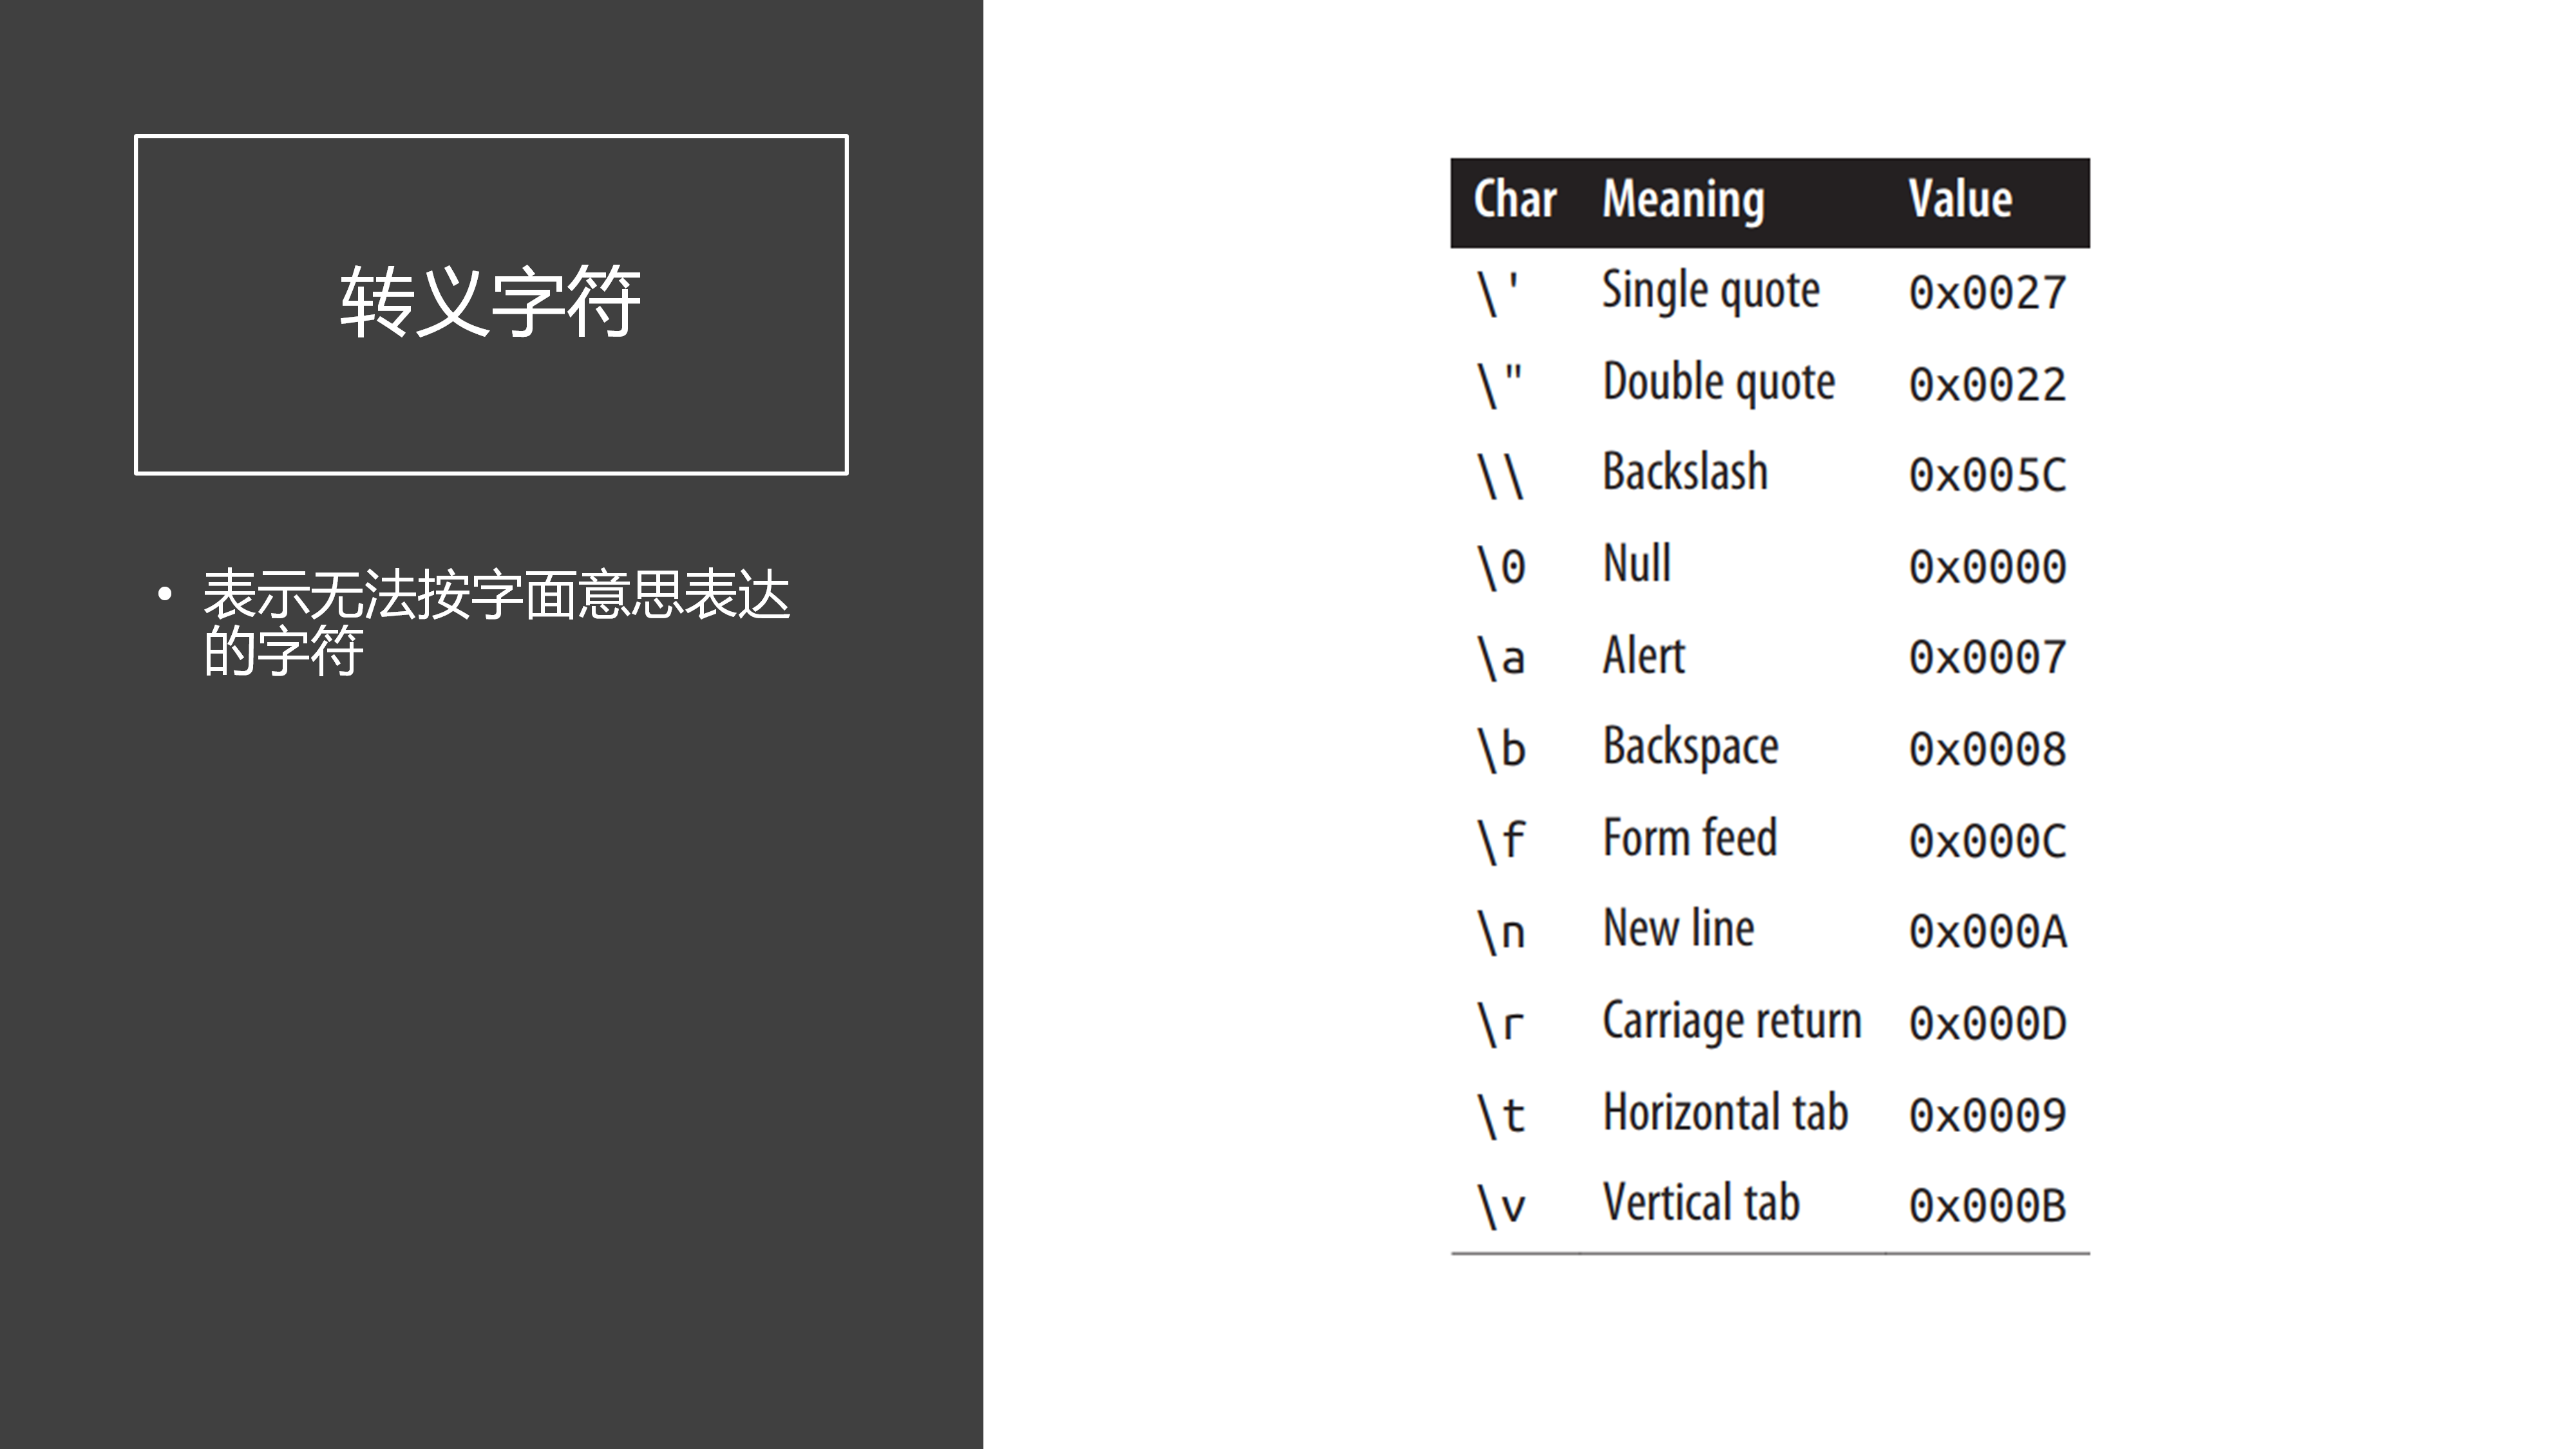 转义字符
• 表示无法按字面意思表达
的字符
Char Meaning Value
\' Single quote 0x0027
\" Double quote 0x0022
\\ Backslash 0x005C
\0 Null 0x0000
\a Alert 0x0007
\b Backspace 0x0008
\f Form feed 0x000C
\n New line 0x000A
\r Carriage return 0x000D
\t Horizontal tab 0x0009
\v Vertical tab 0x000B